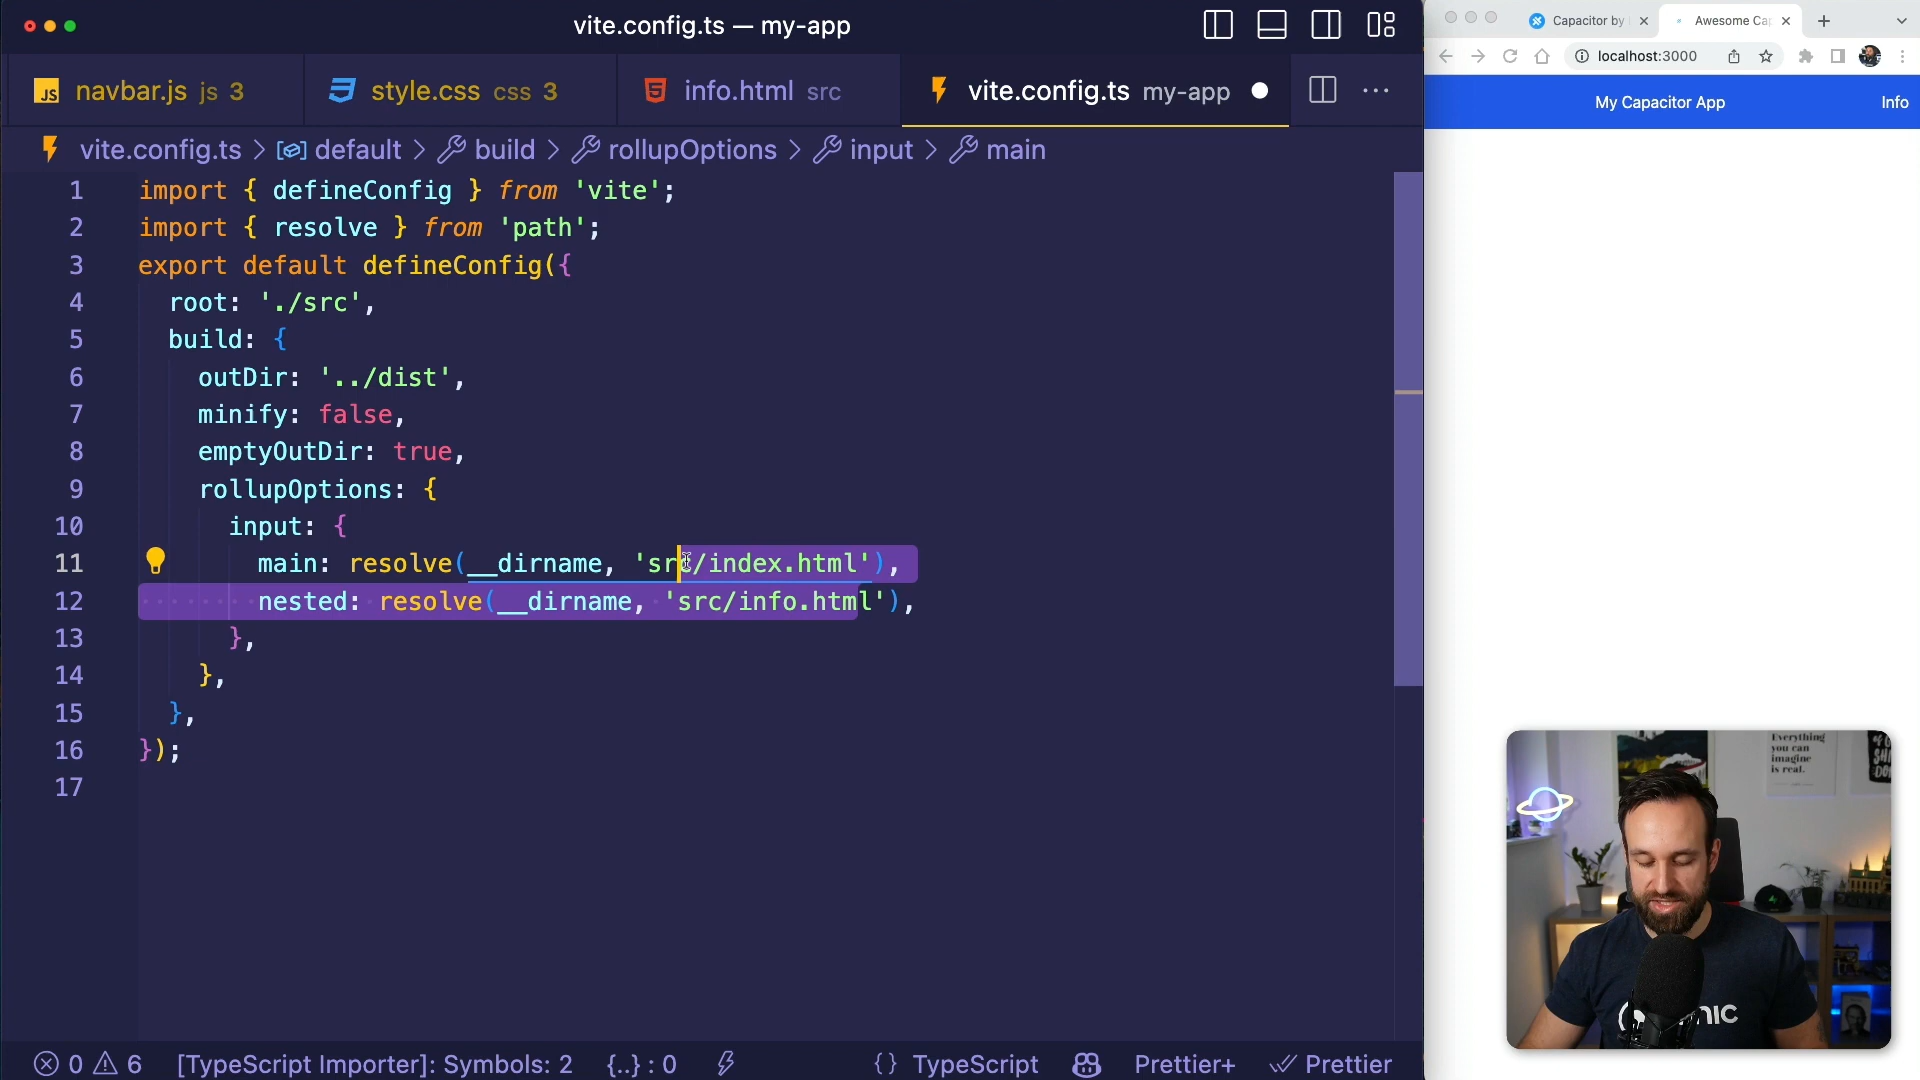 vite.config.ts — my-app
navbar.js js 3
style.css css 3
info.html src
vite.config.ts my-app
vite.config.ts > default > build > rollupOptions > input > main
1 import { defineConfig } from 'vite';
2 import { resolve } from 'path';
3 export default defineConfig({
4 root: './src',
5 build: {
6 outDir: '../dist',
7 minify: false,
8 emptyOutDir: true,
9 rollupOptions: {
10 input: {
11 main: resolve(__dirname, 'src/index.html'),
12 nested: resolve(__dirname, 'src/info.html'),
13 },
14 },
15 },
16 });
17
0 6 [TypeScript Importer]: Symbols: 2 {..} : 0
{} TypeScript Prettier+ Prettier
Capacitor by
Awesome Cap
localhost:3000
My Capacitor App
Info
Everything
you can
imagine
is real.